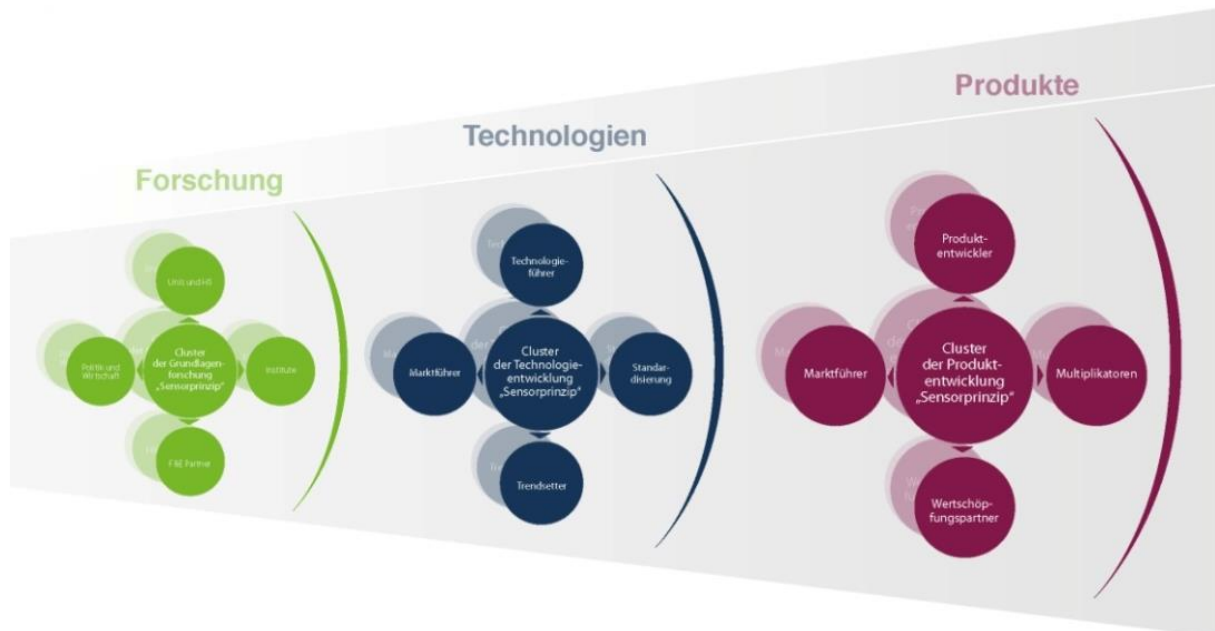 Forschung
Unis und HS
Politik und
Wirtschaft
Cluster
der Grundlagen-
forschung
„Sensorprinzip“
Institute
F&E Partner
Technologien
Technologie-
führer
Marktführer
Cluster
der Technologie-
entwicklung
„Sensorprinzip“
Standar-
disierung
Trendsetter
Produkte
Produkt-
entwickler
Marktführer
Cluster
der Produkt-
entwicklung
„Sensorprinzip“
Multiplikatoren
Wertschöp-
fungspartner